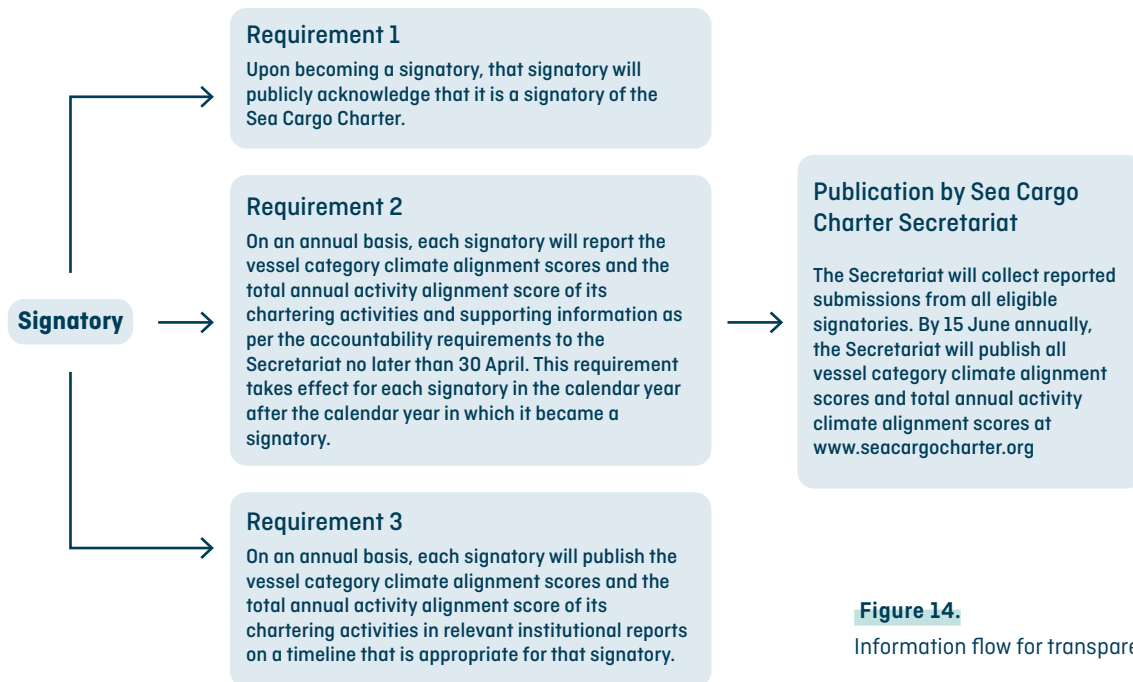 Requirement 1
Upon becoming a signatory, that signatory will
publicly acknowledge that it is a signatory of the
Sea Cargo Charter.
Signatory
Requirement 2
On an annual basis, each signatory will report the
vessel category climate alignment scores and the
total annual activity alignment score of its
chartering activities and supporting information as
per the accountability requirements to the
Secretariat no later than 30 April. This requirement
takes effect for each signatory in the calendar year
after the calendar year in which it became a
signatory.
Requirement 3
On an annual basis, each signatory will publish the
vessel category climate alignment scores and the
total annual activity alignment score of its
chartering activities in relevant institutional reports
on a timeline that is appropriate for that signatory.
Publication by Sea Cargo
Charter Secretariat
The Secretariat will collect reported
submissions from all eligible
signatories. By 15 June annually,
the Secretariat will publish all
vessel category climate alignment
scores and total annual activity
climate alignment scores at
www.seacargocharter.org
Figure 14.
Information flow for